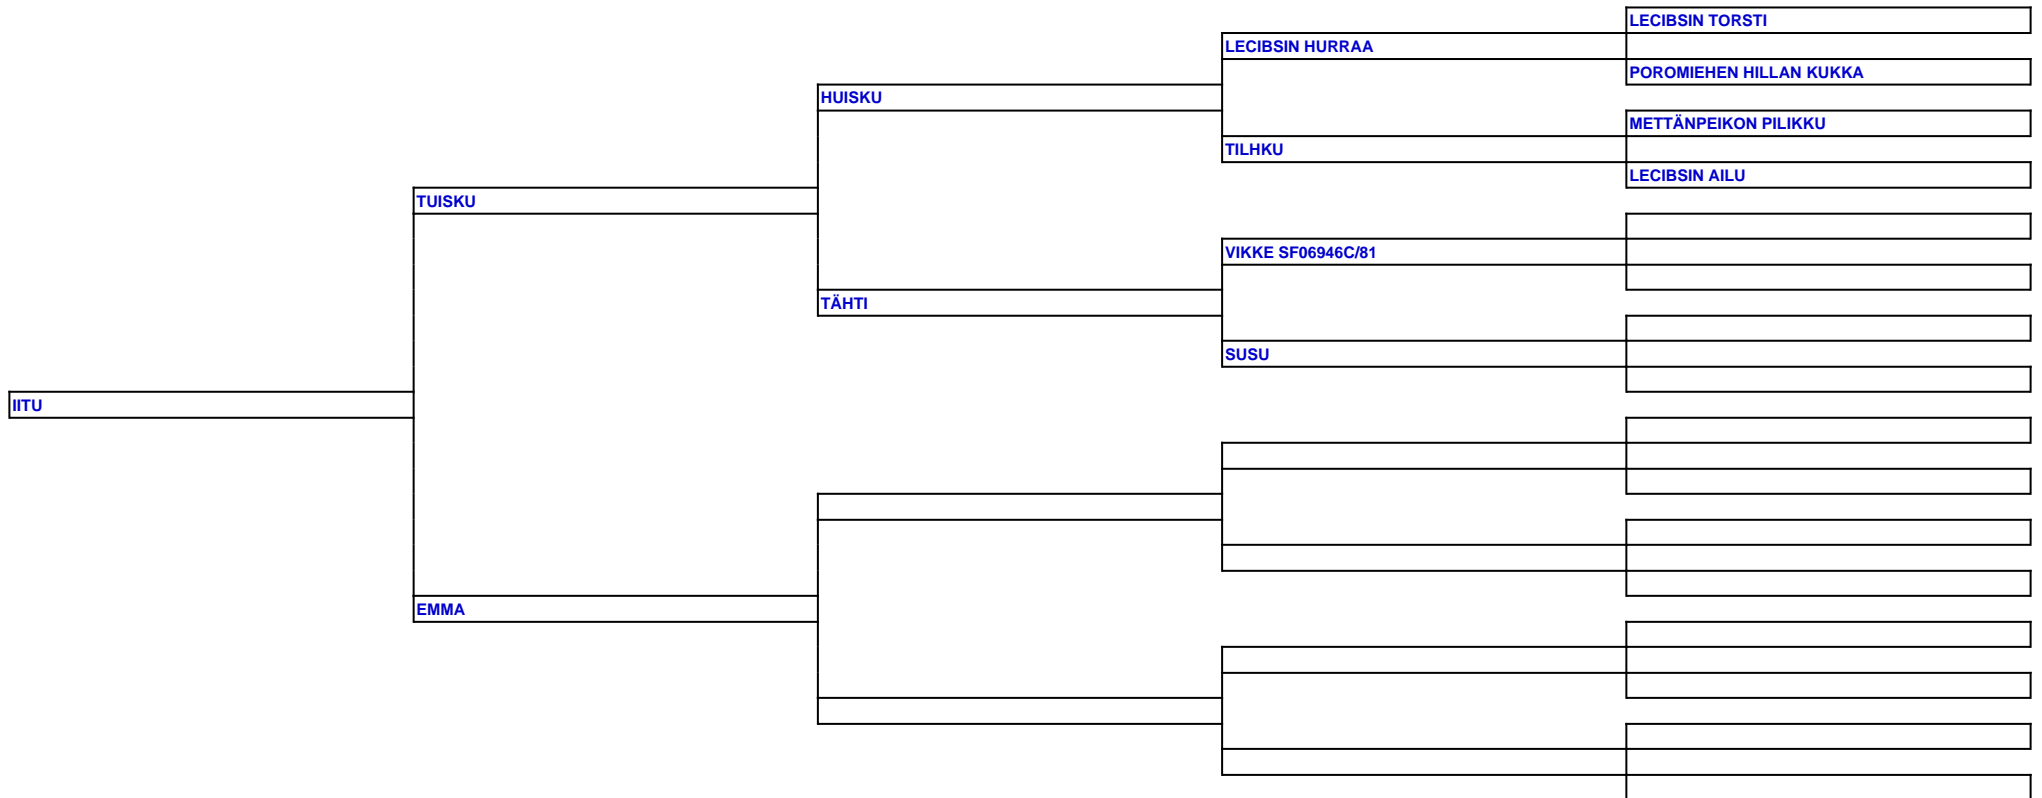 LECIBSIN TORSTI
LECIBSIN HURRAA
POROMIEHEN HILLAN KUKKA
HUISKU
METTÄNPEIKON PILIKKU
TILHKU
LECIBSIN AILU
TUISKU
VIKKE SF06946C/81
TÄHTI
SUSU
IITU
EMMA